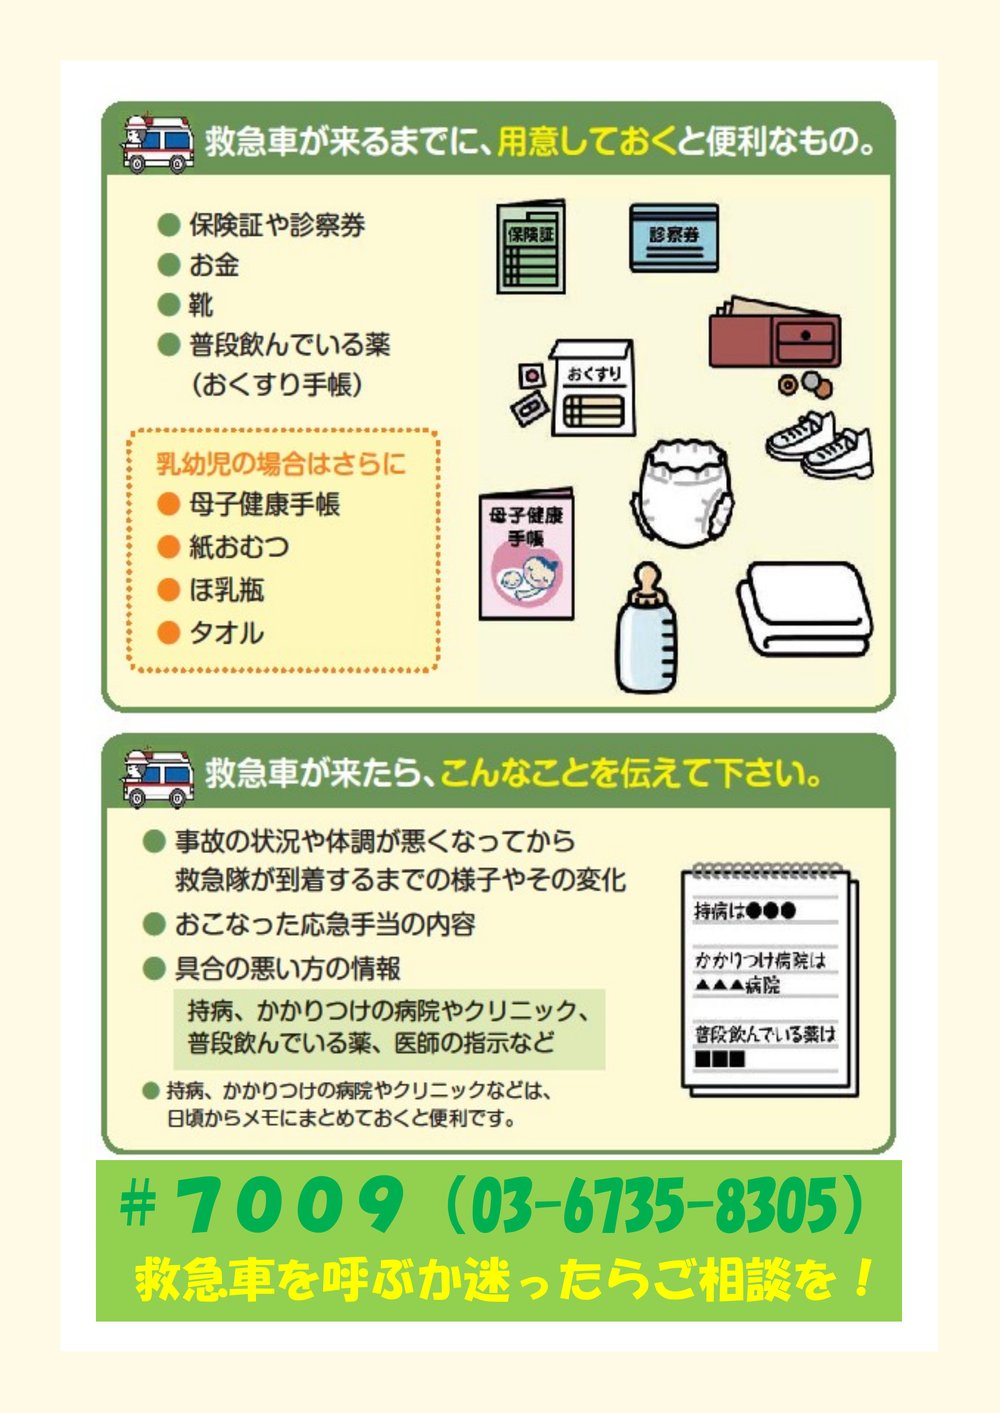 救急車が来るまでに、用意しておくと便利なもの。
● 保険証や診察券
● お金
● 靴
● 普段飲んでいる薬
（おくすり手帳）
乳幼児の場合はさらに
● 母子健康手帳
● 紙おむつ
● ほ乳瓶
● タオル
保険証
診察券
おくすり
母子健康
手帳
救急車が来たら、こんなことを伝えて下さい。
● 事故の状況や体調が悪くなってから
救急隊が到着するまでの様子やその変化
● おこなった応急手当の内容
● 具合の悪い方の情報
持病、かかりつけの病院やクリニック、
普段飲んでいる薬、医師の指示など
● 持病、かかりつけの病院やクリニックなどは、
日頃からメモにまとめておくと便利です。
持病は●●●
かかりつけ病院は
▲▲▲病院
普段飲んでいる薬は
■■■
＃７００９（03-6735-8305）
救急車を呼ぶか迷ったらご相談を！